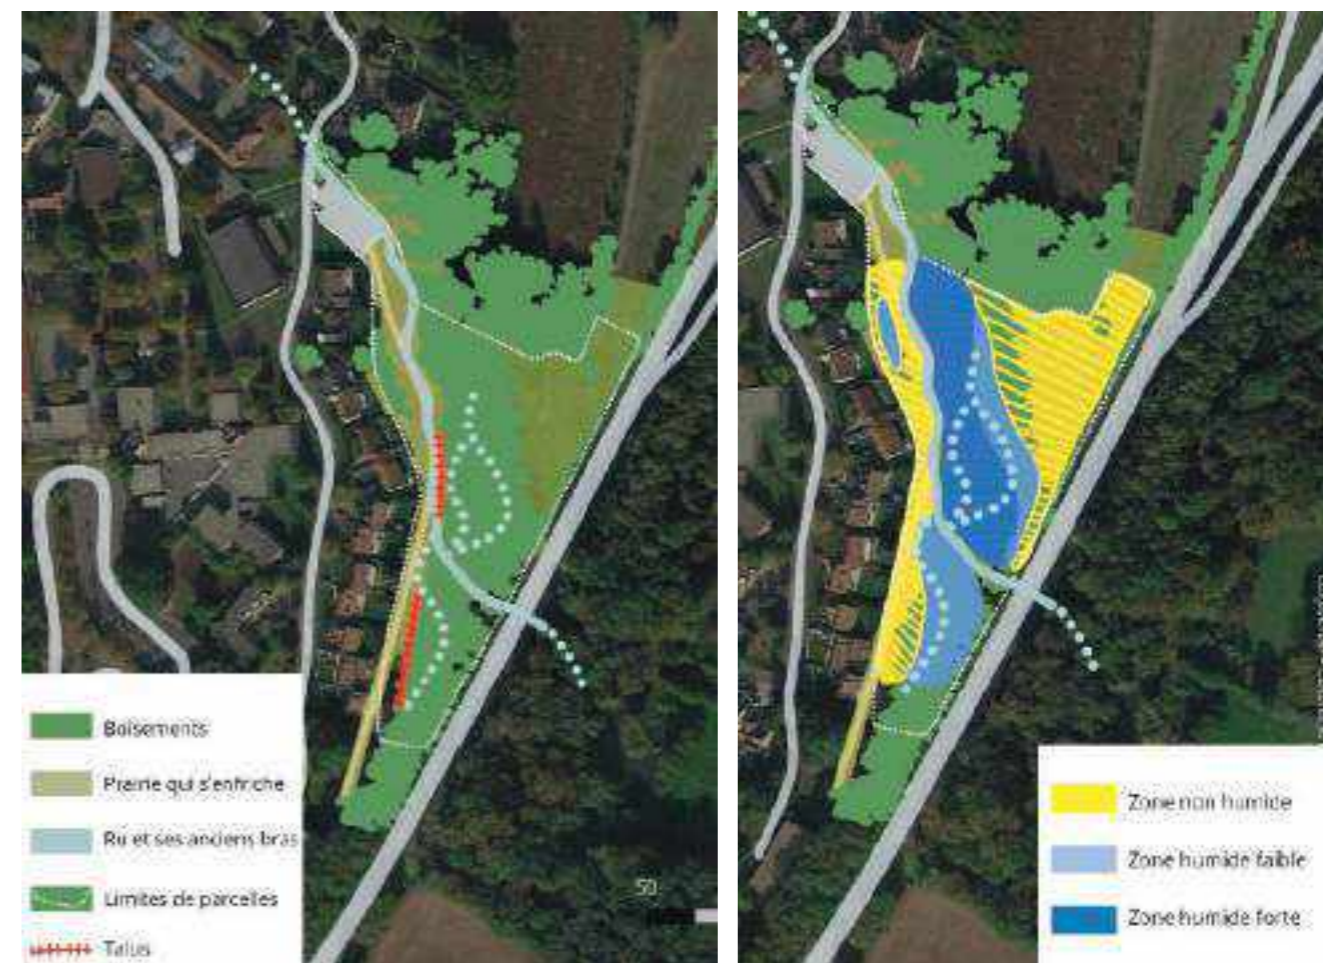 Boisements
Prairie qui s'enfriche
Ru et ses anciens bras
Limites de parcelles
Talus
50
Zone non humide
Zone humide faible
Zone humide forte